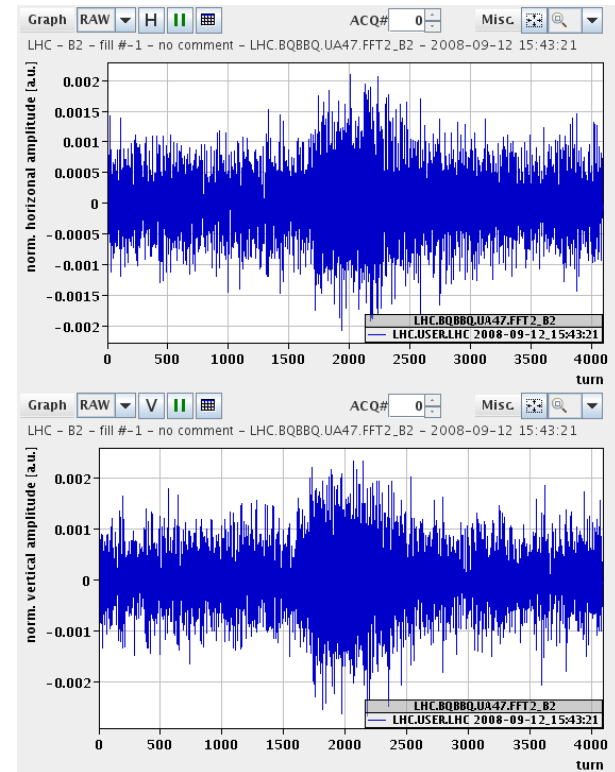 Graph RAW H ACQ# 0 Misc.
LHC – B2 – fill #-1 – no comment – LHC.BQBBQ.UA47.FFT2_B2 – 2008-09-12 15:43:21
norm. horizonal amplitude [a.u.]
0.002
0.0015
0.001
0.0005
0
-0.0005
-0.001
-0.0015
-0.002
LHC.BQBBQ.UA47.FFT2_B2
LHC.USER.LHC 2008-09-12_15:43:21
0 500 1000 1500 2000 2500 3000 3500 4000
turn
Graph RAW V ACQ# 0 Misc.
LHC – B2 – fill #-1 – no comment – LHC.BQBBQ.UA47.FFT2_B2 – 2008-09-12 15:43:21
norm. vertical amplitude [a.u.]
0.002
0.001
0
-0.001
-0.002
LHC.BQBBQ.UA47.FFT2_B2
LHC.USER.LHC 2008-09-12_15:43:21
0 500 1000 1500 2000 2500 3000 3500 4000
turn